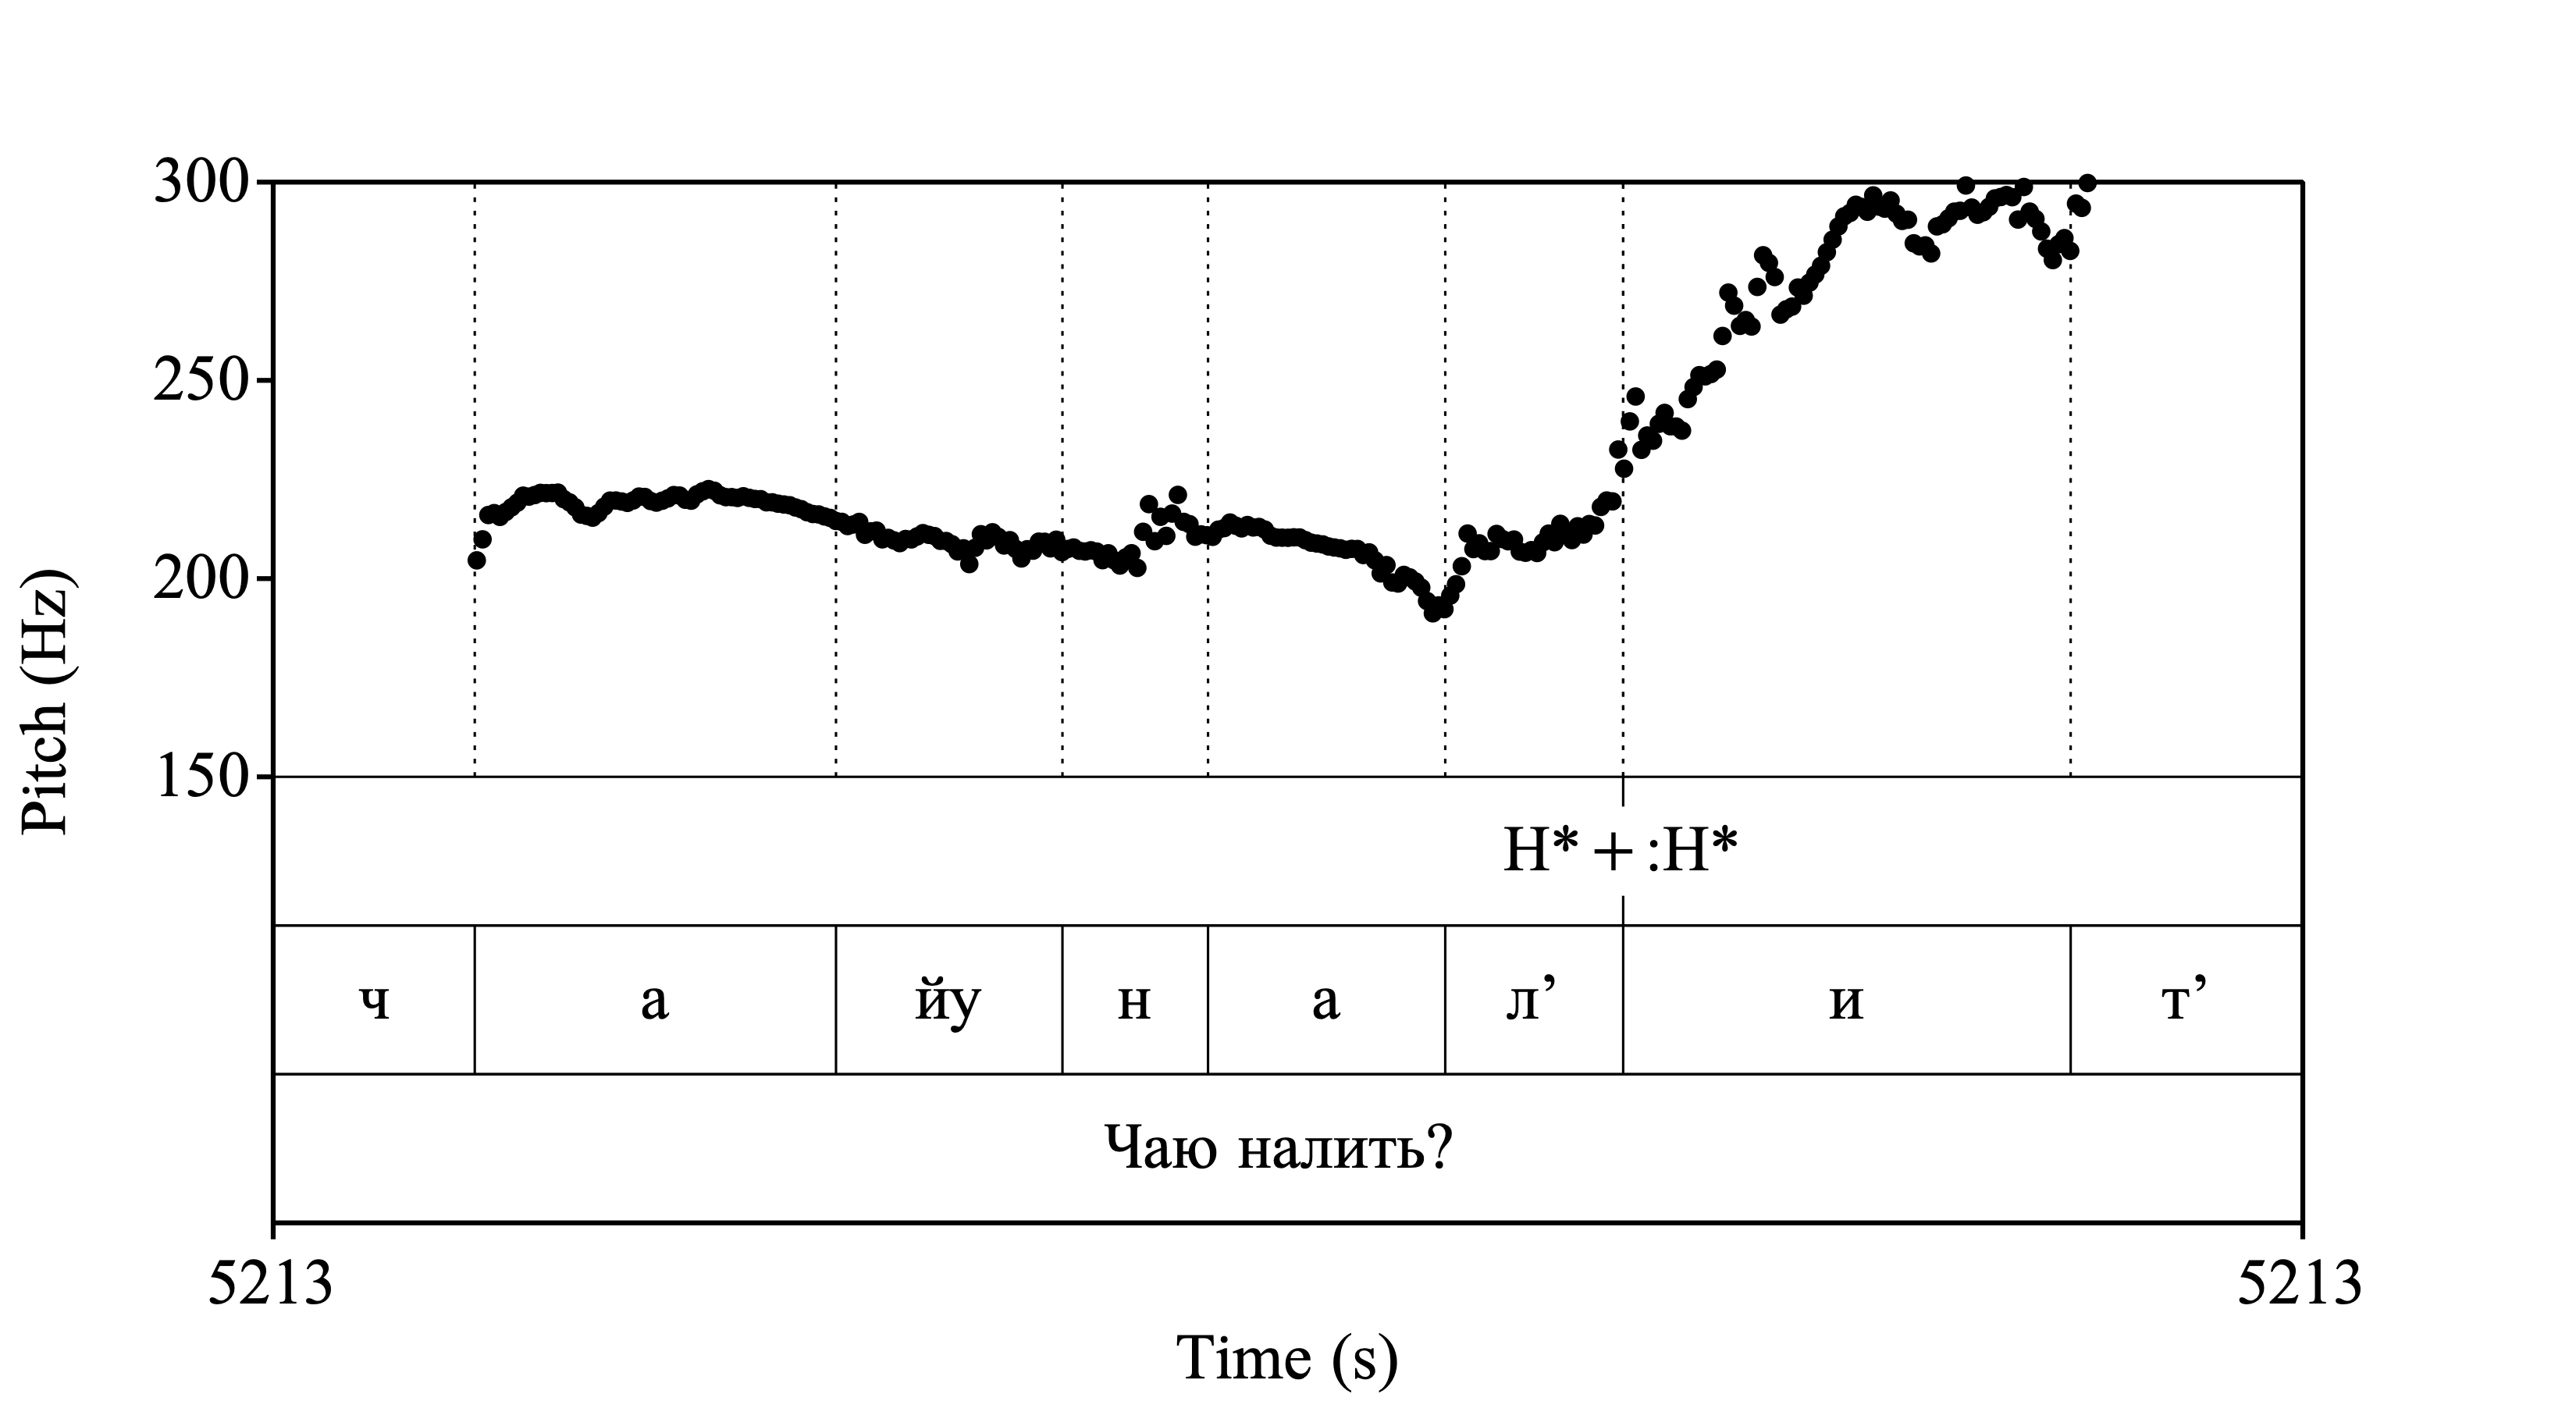 300
250
200
150
Pitch (Hz)
H* + :H*
ч а йу н а л’ и т’
Чаю налить?
5213 5213
Time (s)